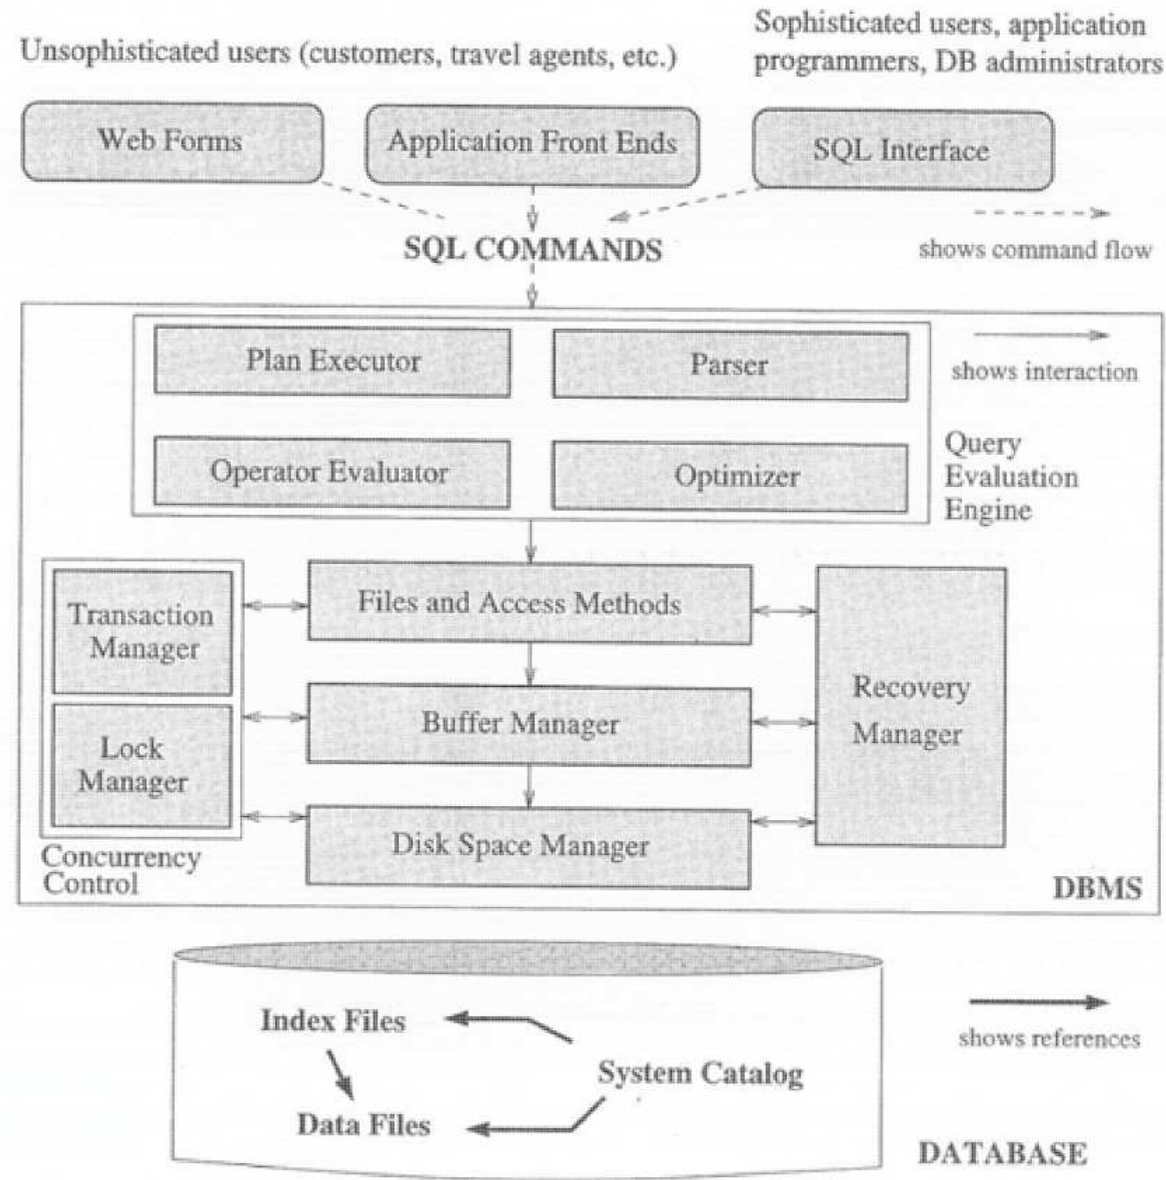 Unsophisticated users (customers, travel agents, etc.)
Sophisticated users, application
programmers, DB administrators
Web Forms
Application Front Ends
SQL Interface
SQL COMMANDS
shows command flow
Plan Executor
Parser
shows interaction
Operator Evaluator
Optimizer
Query
Evaluation
Engine
Transaction
Manager
Files and Access Methods
Recovery
Manager
Buffer Manager
Lock
Manager
Disk Space Manager
Concurrency
Control
DBMS
Index Files
System Catalog
Data Files
shows references
DATABASE